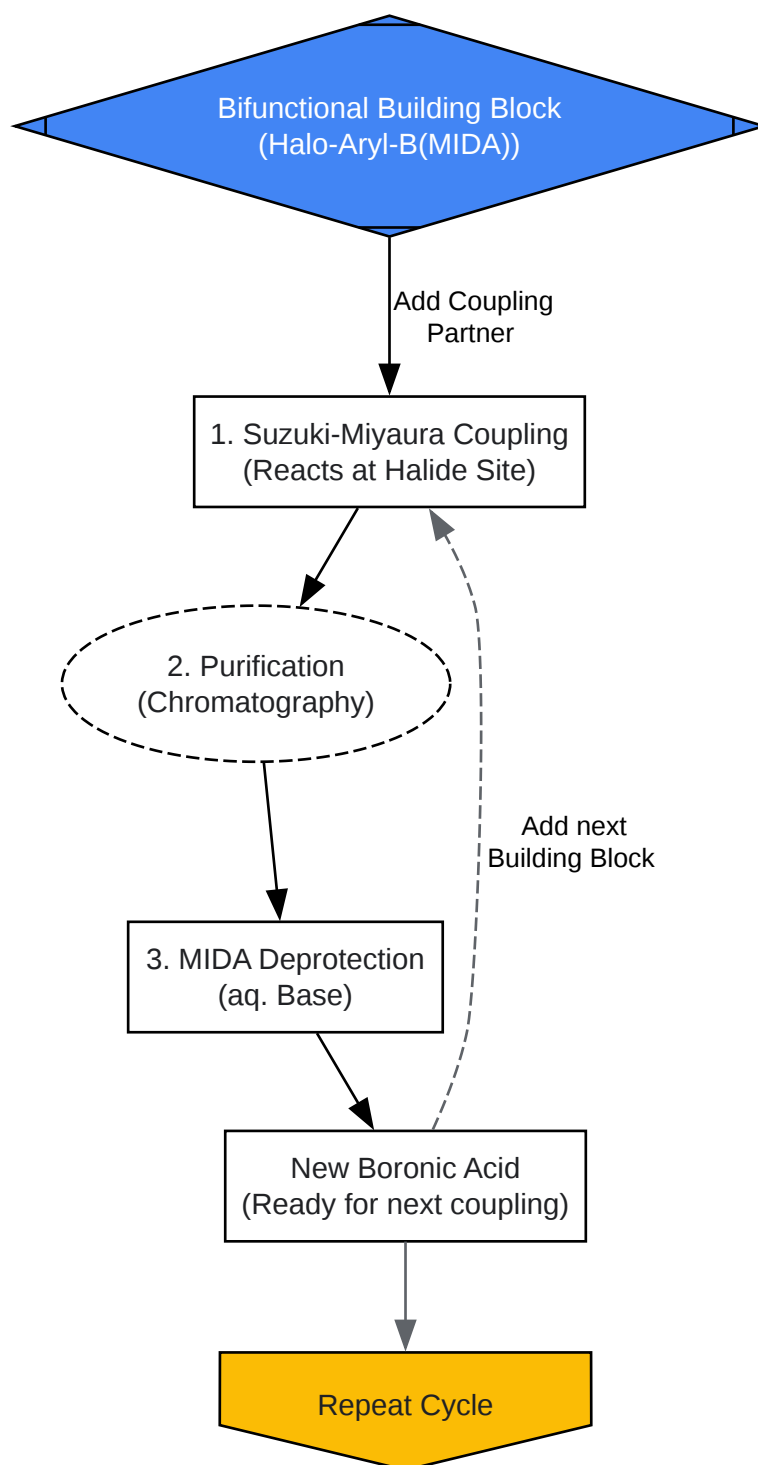 Bifunctional Building Block
(Halo-Aryl-B(MIDA))
Add Coupling
Partner
1. Suzuki-Miyaura Coupling
(Reacts at Halide Site)
2. Purification
(Chromatography)
Add next
Building Block
3. MIDA Deprotection
(aq. Base)
New Boronic Acid
(Ready for next coupling)
Repeat Cycle